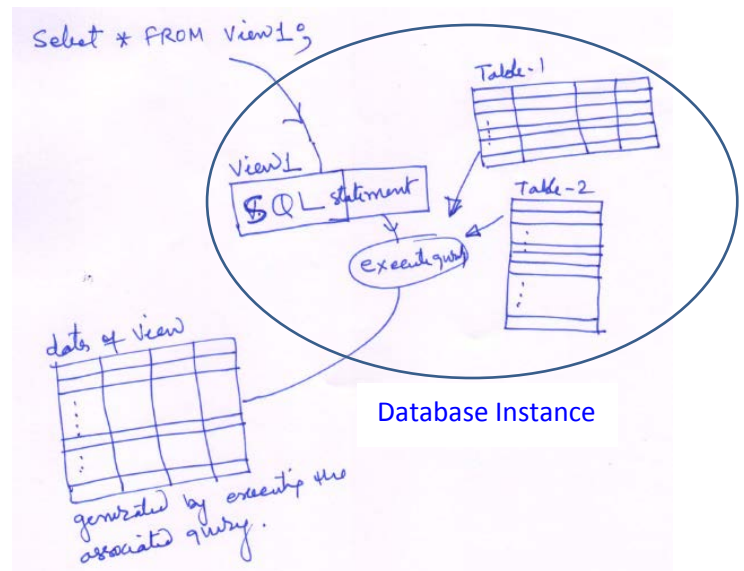 Select * FROM View1;
Table-1
View1
SQL statement
Table-2
execute query
data of View
Database Instance
generated by executing the
associated query.